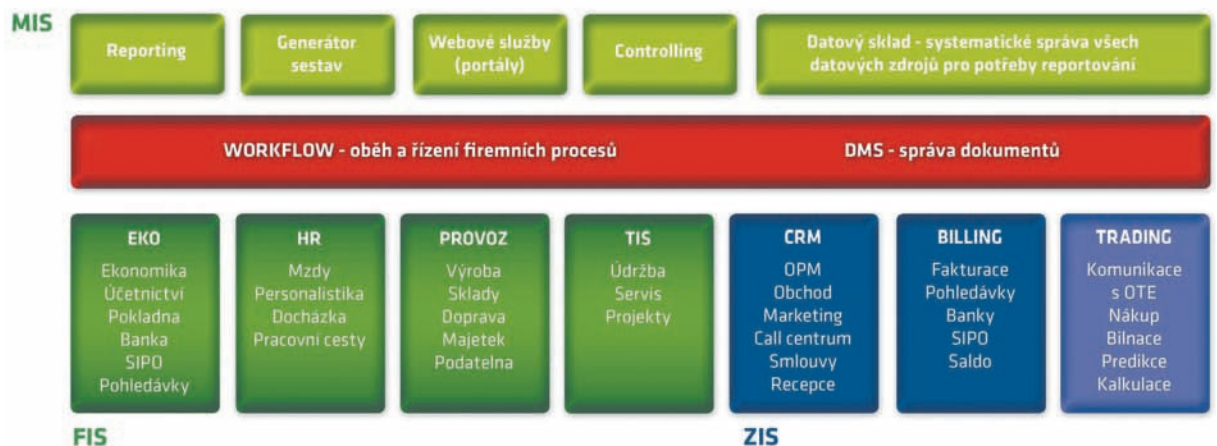 MIS
Reporting
Generátor
sestav
Webové služby
(portály)
Controlling
Datový sklad - systematické správa všech
datových zdrojů pro potřeby reportování
WORKFLOW - oběh a řízení firemních procesů
DMS - správa dokumentů
EKO
Ekonomika
Účetnictví
Pokladna
Banka
SIPO
Pohledávky
HR
Mzdy
Personalistika
Docházka
Pracovní cesty
PROVOZ
Výroba
Sklady
Doprava
Majetek
Podatelna
TIS
Údržba
Servis
Projekty
CRM
OPM
Obchod
Marketing
Call centrum
Smlouvy
Recepce
BILLING
Fakturace
Pohledávky
Banky
SIPO
Saldo
TRADING
Komunikace
s OTE
Nákup
Bilnace
Predikce
Kalkulace
FIS
ZIS